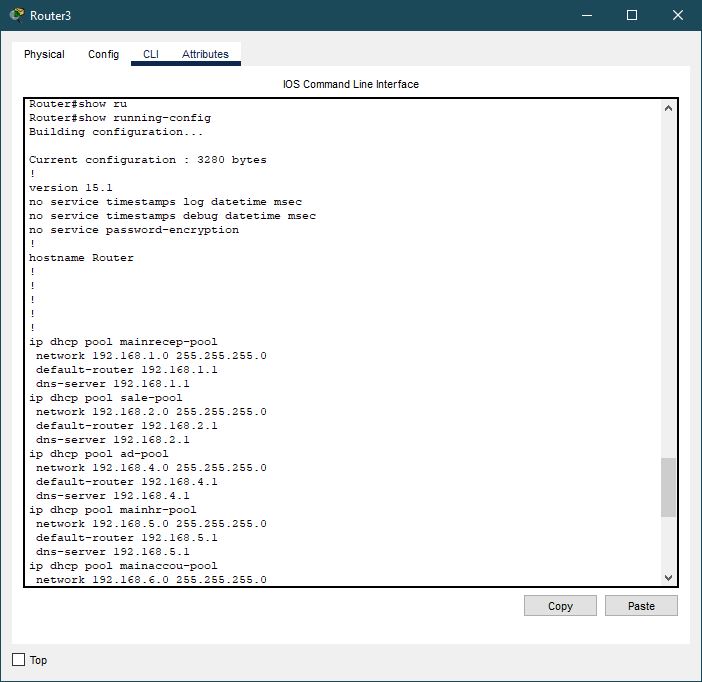 Router3
Physical Config CLI Attributes
IOS Command Line Interface
Router#show ru
Router#show running-config
Building configuration...
Current configuration : 3280 bytes
!
version 15.1
no service timestamps log datetime msec
no service timestamps debug datetime msec
no service password-encryption
!
hostname Router
!
!
!
!
!
ip dhcp pool mainrecep-pool
network 192.168.1.0 255.255.255.0
default-router 192.168.1.1
dns-server 192.168.1.1
ip dhcp pool sale-pool
network 192.168.2.0 255.255.255.0
default-router 192.168.2.1
dns-server 192.168.2.1
ip dhcp pool ad-pool
network 192.168.4.0 255.255.255.0
default-router 192.168.4.1
dns-server 192.168.4.1
ip dhcp pool mainhr-pool
network 192.168.5.0 255.255.255.0
default-router 192.168.5.1
dns-server 192.168.5.1
ip dhcp pool mainaccou-pool
network 192.168.6.0 255.255.255.0
Copy Paste
Top